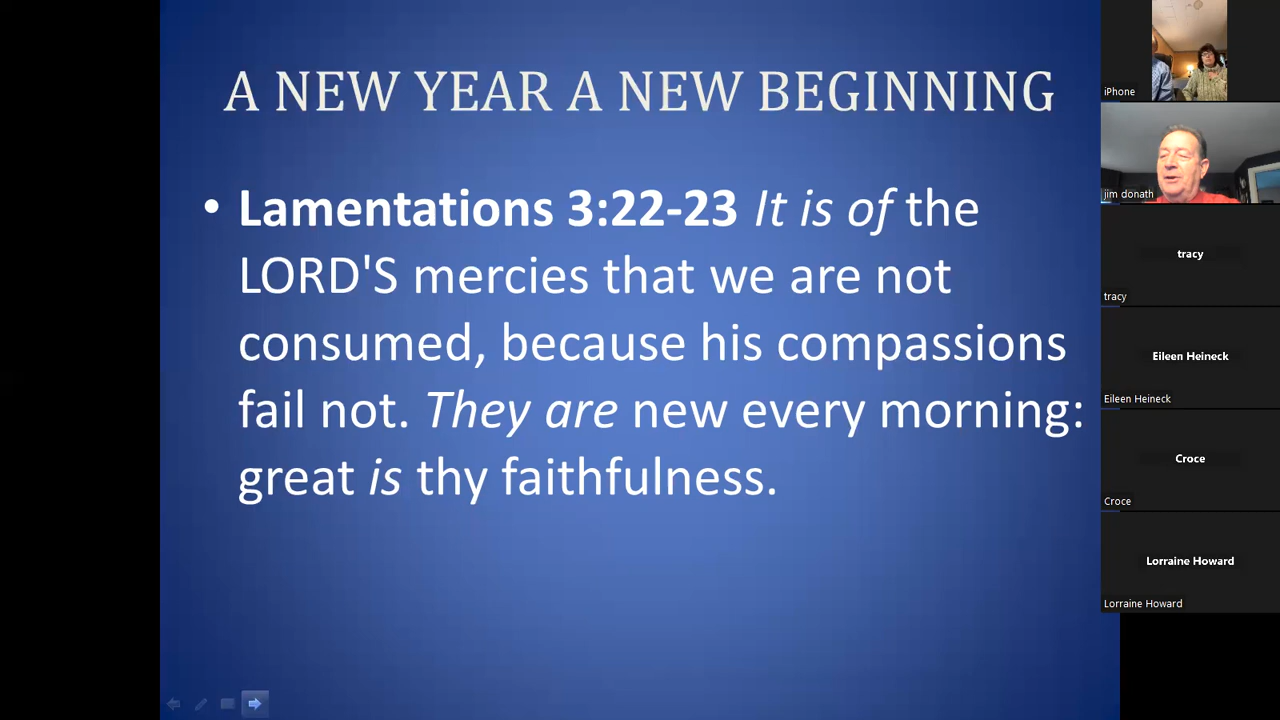 A NEW YEAR A NEW BEGINNING
• Lamentations 3:22-23 It is of the
LORD'S mercies that we are not
consumed, because his compassions
fail not. They are new every morning:
great is thy faithfulness.
iPhone
jim donath
tracy
tracy
Eileen Heineck
Eileen Heineck
Croce
Croce
Lorraine Howard
Lorraine Howard